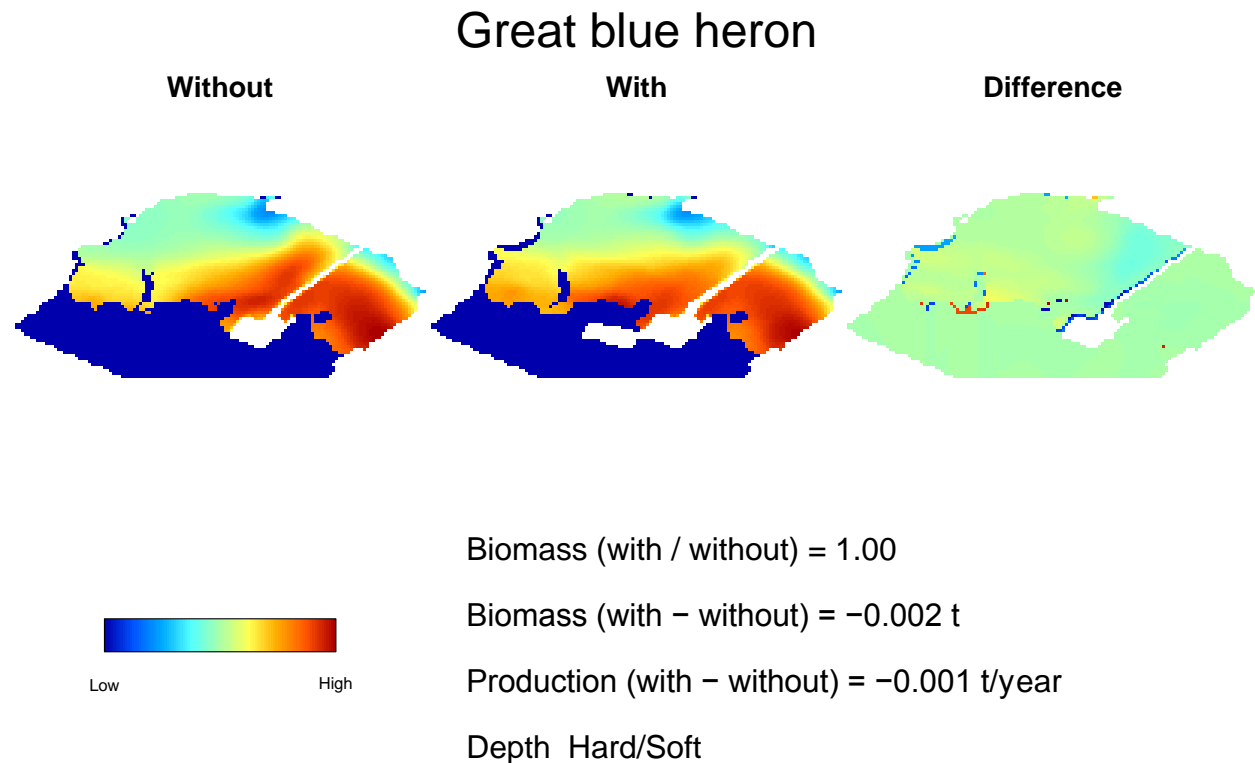 Great blue heron
Without With Difference
Biomass (with / without) = 1.00
Biomass (with − without) = −0.002 t
Low High
Production (with − without) = −0.001 t/year
Depth Hard/Soft